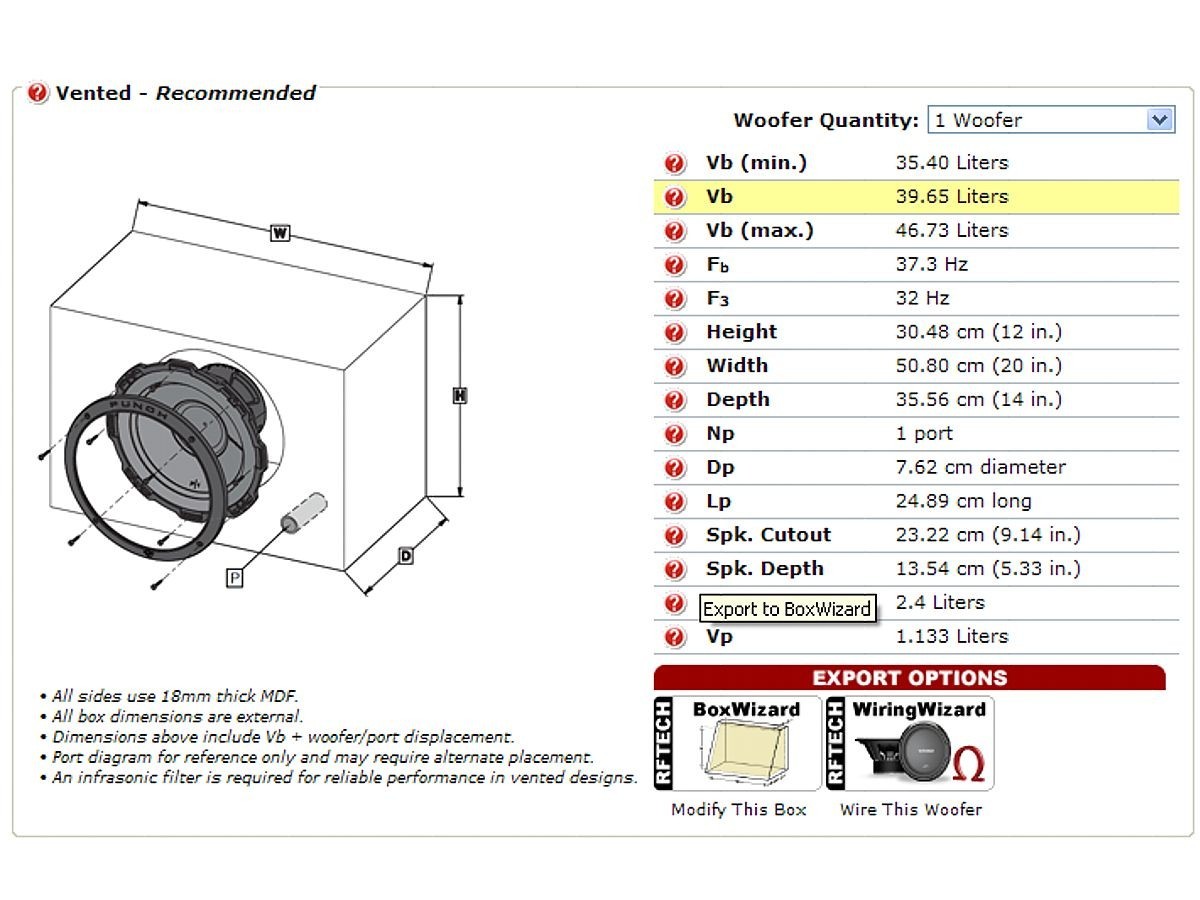 Vented - Recommended
Woofer Quantity: 1 Woofer
Vb (min.) 35.40 Liters
Vb 39.65 Liters
Vb (max.) 46.73 Liters
Fb 37.3 Hz
F3 32 Hz
Height 30.48 cm (12 in.)
Width 50.80 cm (20 in.)
Depth 35.56 cm (14 in.)
Np 1 port
Dp 7.62 cm diameter
Lp 24.89 cm long
Spk. Cutout 23.22 cm (9.14 in.)
Spk. Depth 13.54 cm (5.33 in.)
Export to BoxWizard 2.4 Liters
Vp 1.133 Liters
W
H
D
P
PUNCH
• All sides use 18mm thick MDF.
• All box dimensions are external.
• Dimensions above include Vb + woofer/port displacement.
• Port diagram for reference only and may require alternate placement.
• An infrasonic filter is required for reliable performance in vented designs.
EXPORT OPTIONS
RFTECH BoxWizard
RFTECH WiringWizard
Ω
Modify This Box
Wire This Woofer